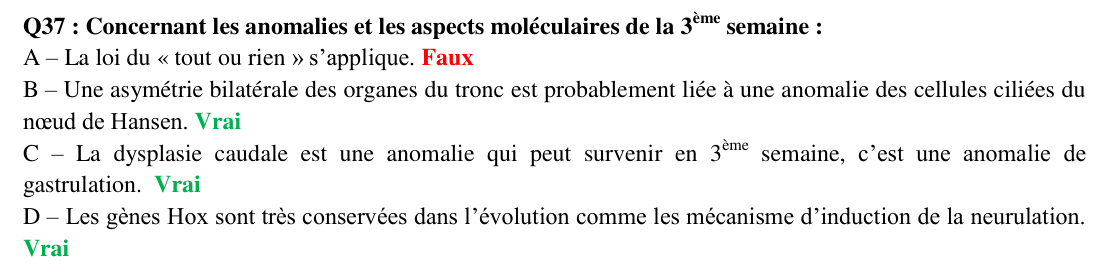 Q37 : Concernant les anomalies et les aspects moléculaires de la 3ème semaine :
A – La loi du « tout ou rien » s’applique. Faux
B – Une asymétrie bilatérale des organes du tronc est probablement liée à une anomalie des cellules ciliées du
nœud de Hansen. Vrai
C – La dysplasie caudale est une anomalie qui peut survenir en 3ème semaine, c’est une anomalie de
gastrulation. Vrai
D – Les gènes Hox sont très conservées dans l’évolution comme les mécanisme d’induction de la neurulation.
Vrai